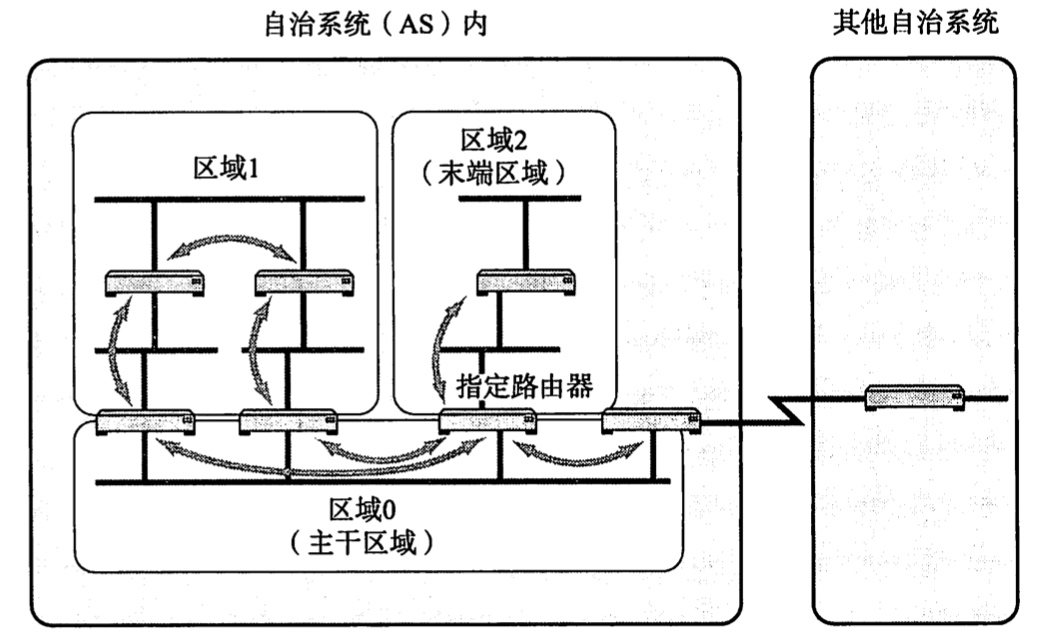 自治系统（AS）内
其他自治系统
区域1
区域2
（末端区域）
指定路由器
区域0
（主干区域）